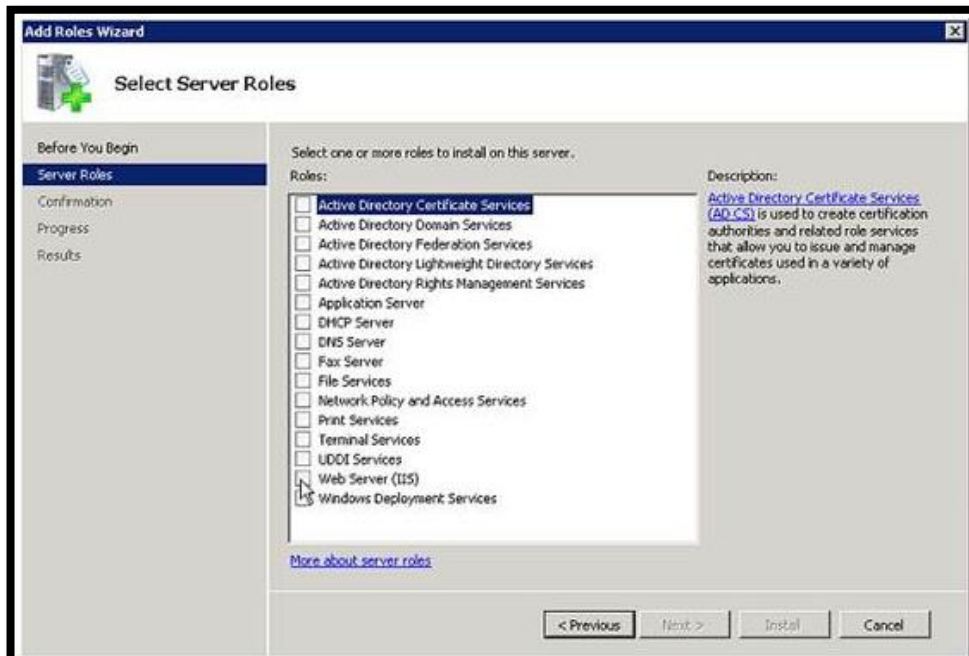 Add Roles Wizard
Select Server Roles
Before You Begin
Server Roles
Confirmation
Progress
Results
Select one or more roles to install on this server.
Roles:
Active Directory Certificate Services
Active Directory Domain Services
Active Directory Federation Services
Active Directory Lightweight Directory Services
Active Directory Rights Management Services
Application Server
DHCP Server
DNS Server
Fax Server
File Services
Network Policy and Access Services
Print Services
Terminal Services
UDDI Services
Web Server (IIS)
Windows Deployment Services
More about server roles
Description:
Active Directory Certificate Services
(AD CS) is used to create certification
authorities and related role services
that allow you to issue and manage
certificates used in a variety of
applications.
< Previous
Next >
Install
Cancel